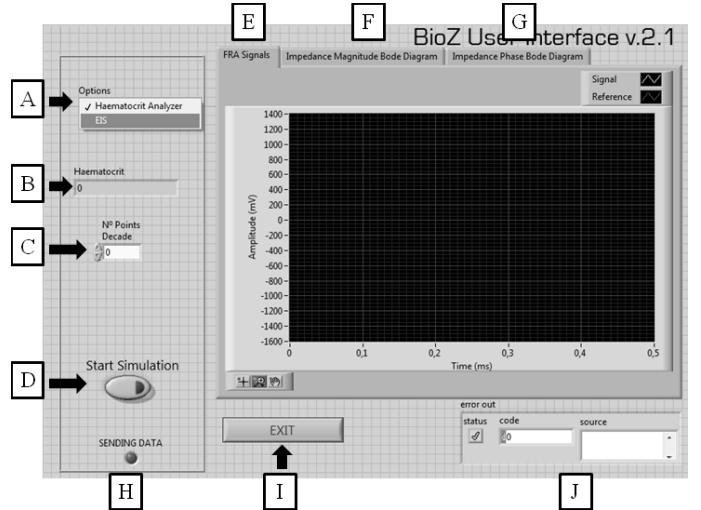 E
F
G
BioZ User Interface v.2.1
FRA Signals
Impedance Magnitude Bode Diagram
Impedance Phase Bode Diagram
A
Options
✓ Haematocrit Analyzer
EIS
B
Haematocrit
0
C
Nº Points
Decade
0
D
Start Simulation
SENDING DATA
H
Signal
Reference
Amplitude (mV)
1400
1200
1000
800
600
400
200
0
-200
-400
-600
-800
-1000
-1200
-1400
-1600
0
0,1
0,2
0,3
0,4
0,5
Time (ms)
EXIT
I
error out
status
code
source
0
J